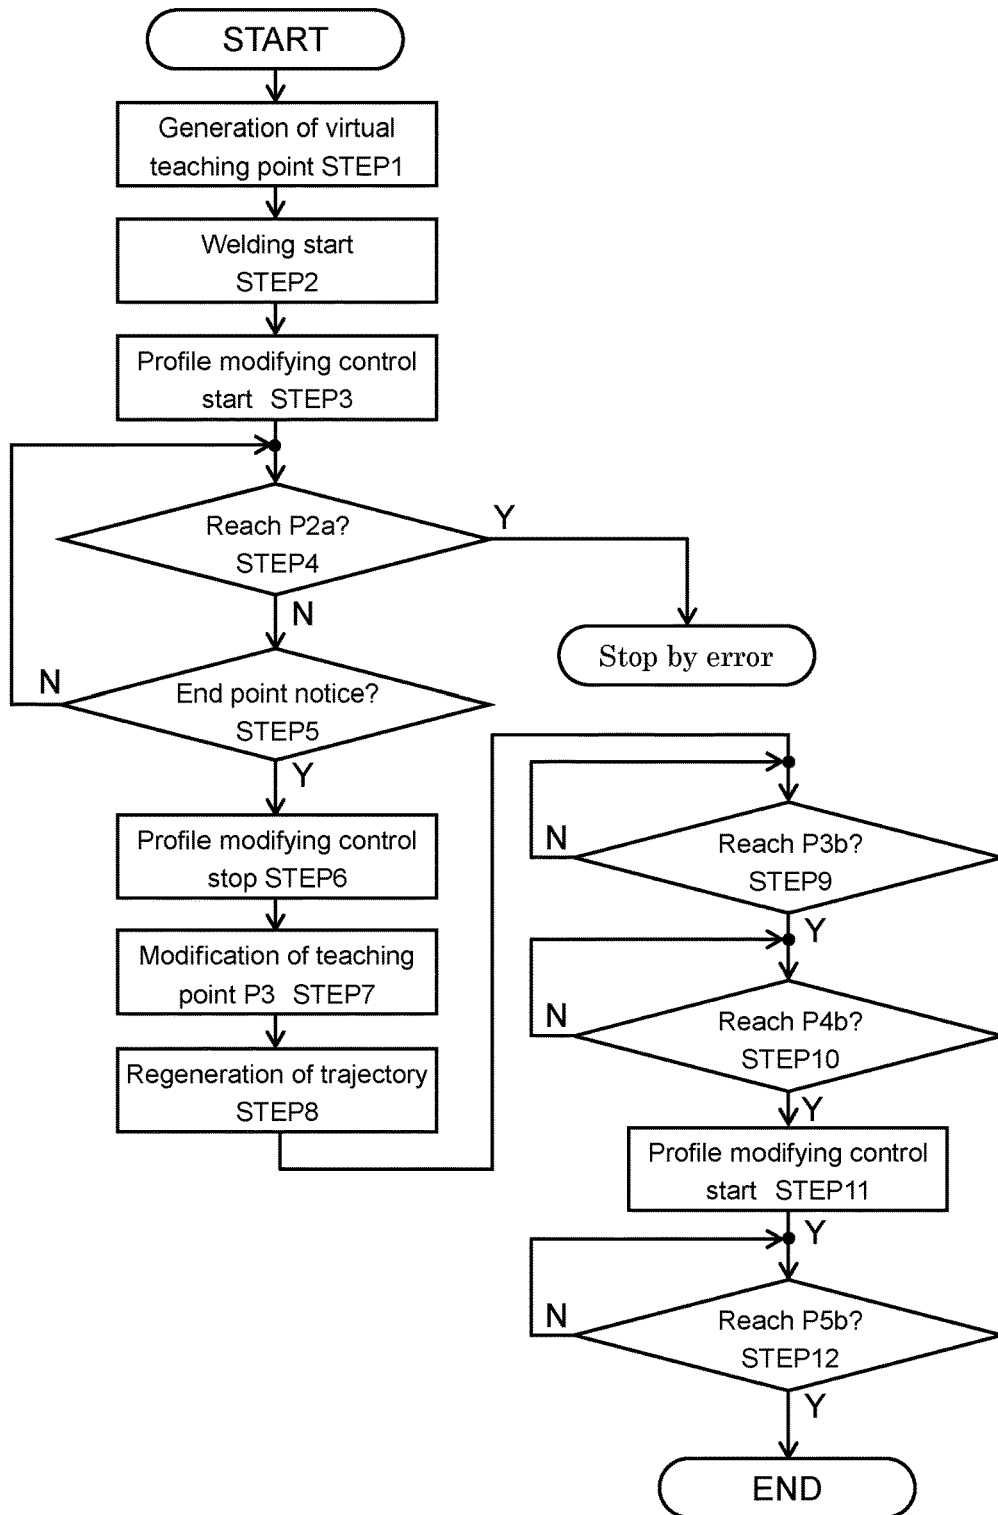 START
Generation of virtual
teaching point STEP1
Welding start
STEP2
Profile modifying control
start STEP3
Reach P2a?
STEP4
Y
N
Stop by error
End point notice?
STEP5
N
Y
Profile modifying control
stop STEP6
Modification of teaching
point P3 STEP7
Regeneration of trajectory
STEP8
Reach P3b?
STEP9
N
Y
Reach P4b?
STEP10
N
Y
Profile modifying control
start STEP11
Y
Reach P5b?
STEP12
N
Y
END